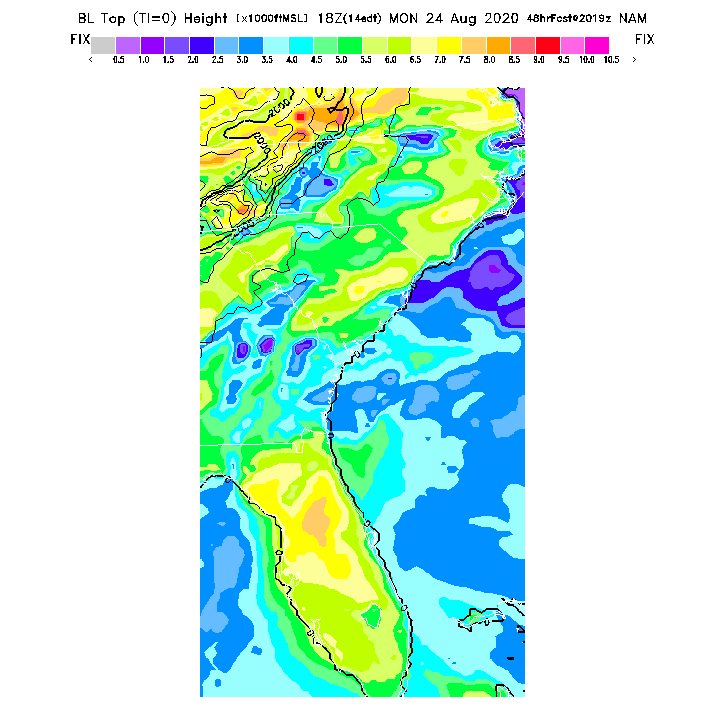 BL Top (TI=0) Height [x1000ftMSL] 18Z(14edt) MON 24 Aug 2020 48hrFcst@2019z NAM
FIX FIX
< 0.5 1.0 1.5 2.0 2.5 3.0 3.5 4.0 4.5 5.0 5.5 6.0 6.5 7.0 7.5 8.0 8.5 9.0 9.5 10.0 10.5 >
2000
2000